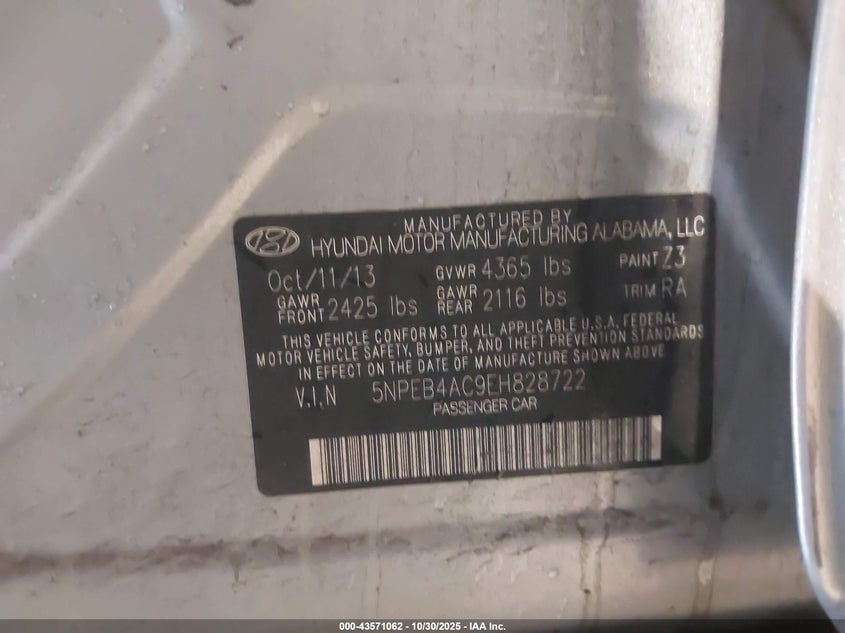 MANUFACTURED BY
HYUNDAI MOTOR MANUFACTURING ALABAMA, LLC
Oct/11/13 GVWR 4365 lbs PAINT Z3
GAWR FRONT 2425 lbs GAWR REAR 2116 lbs TRIM RA
THIS VEHICLE CONFORMS TO ALL APPLICABLE U.S.A. FEDERAL
MOTOR VEHICLE SAFETY, BUMPER, AND THEFT PREVENTION STANDARDS
IN EFFECT ON THE DATE OF MANUFACTURE SHOWN ABOVE
V.I.N 5NPEB4AC9EH828722
PASSENGER CAR
000-43571062 - 10/30/2025 - IAA Inc.